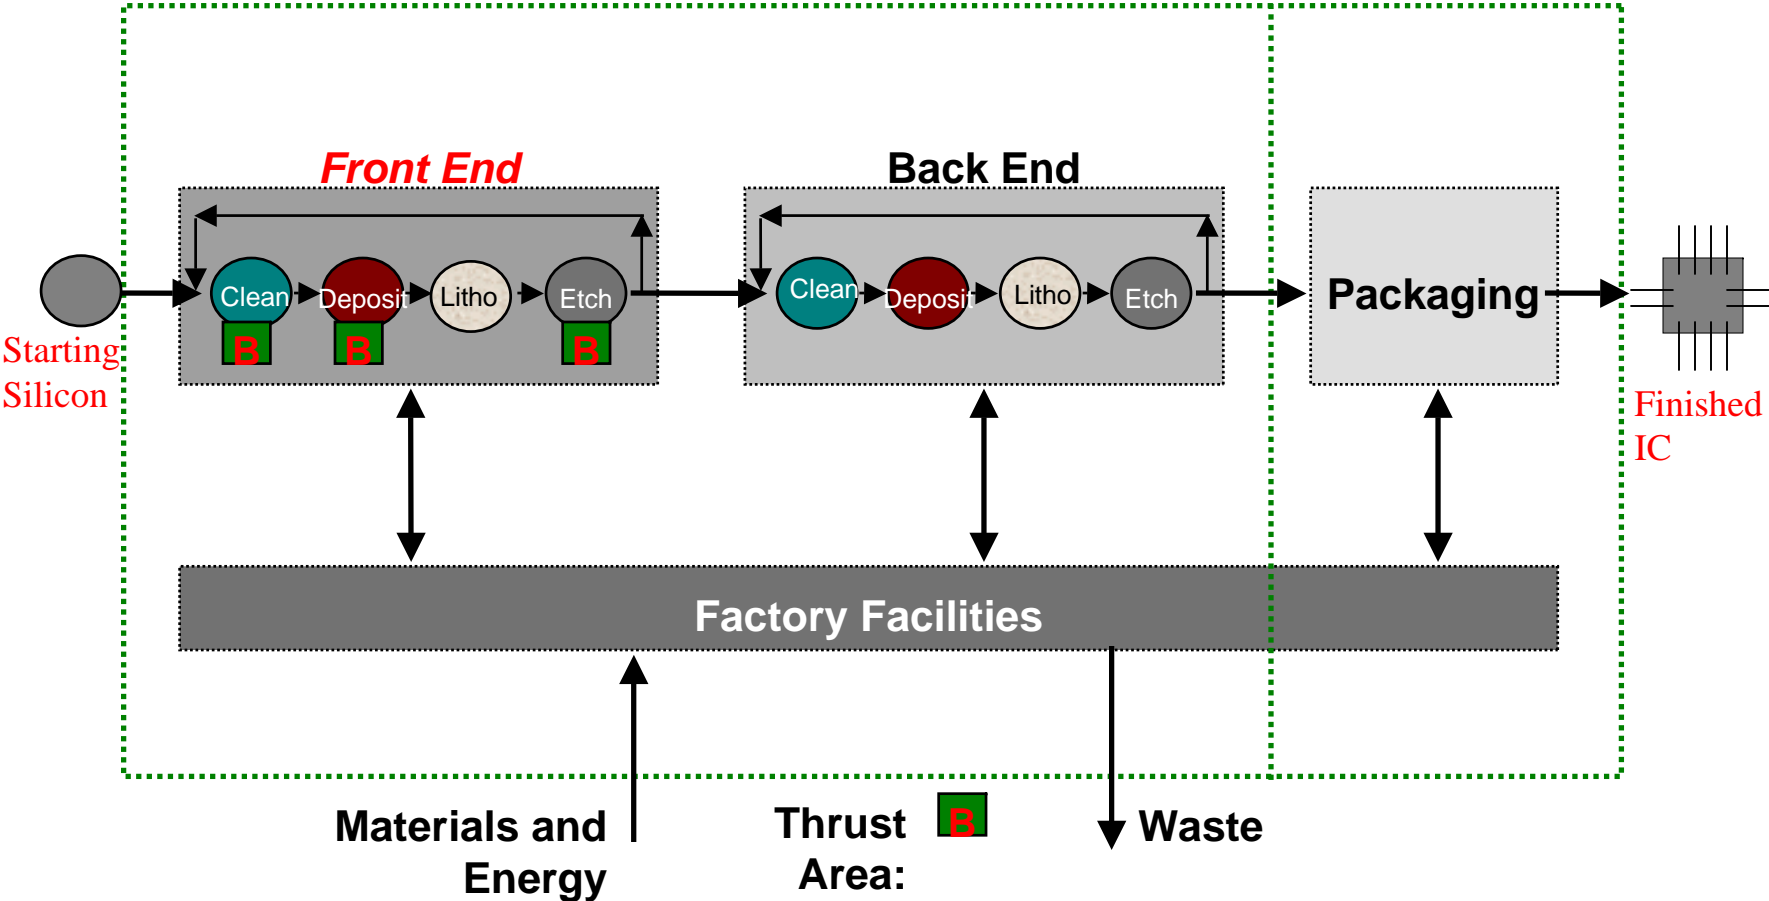 Front End
Back End
Clean
Deposit
Litho
Etch
Clean
Deposit
Litho
Etch
Packaging
B
B
B
Starting
Silicon
Finished
IC
Factory Facilities
Materials and
Energy
Thrust
Area:
B
Waste